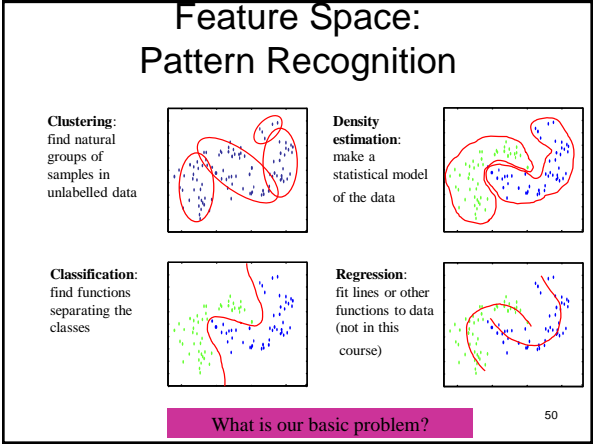 Feature Space:
Pattern Recognition
Clustering:
find natural
groups of
samples in
unlabelled data
Density
estimation:
make a
statistical model
of the data
Classification:
find functions
separating the
classes
Regression:
fit lines or other
functions to data
(not in this
course)
What is our basic problem?
50